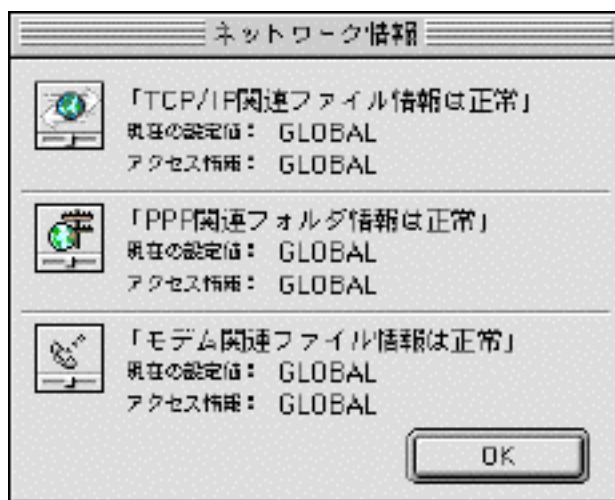 ネットワーク情報
「TCP/IP関連ファイル情報は正常」
現在の設定値： GLOBAL
アクセス情報： GLOBAL
「PPP関連フォルダ情報は正常」
現在の設定値： GLOBAL
アクセス情報： GLOBAL
「モデム関連ファイル情報は正常」
現在の設定値： GLOBAL
アクセス情報： GLOBAL
OK